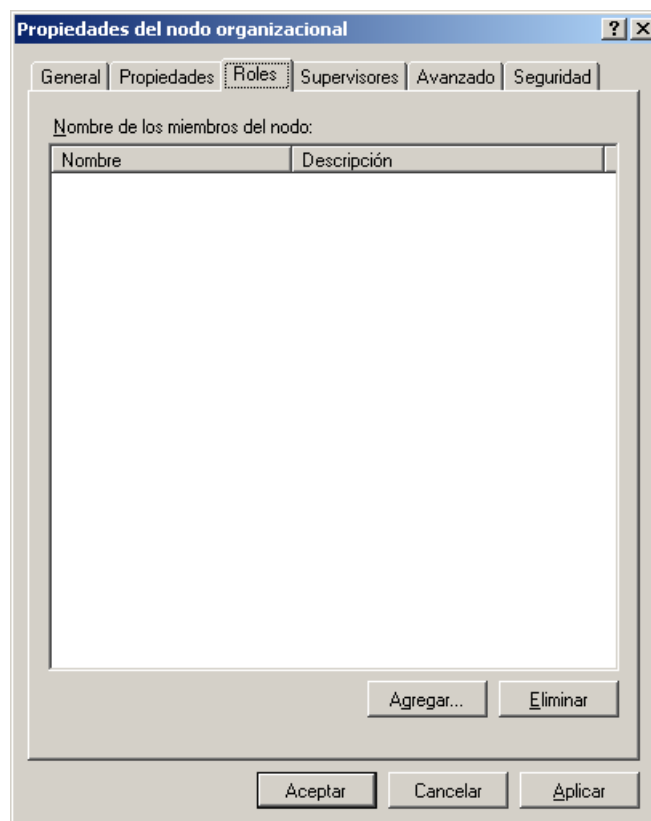 Propiedades del nodo organizacional
General Propiedades Roles Supervisores Avanzado Seguridad
Nombre de los miembros del nodo:
Nombre Descripción
Agregar... Eliminar
Aceptar Cancelar Aplicar